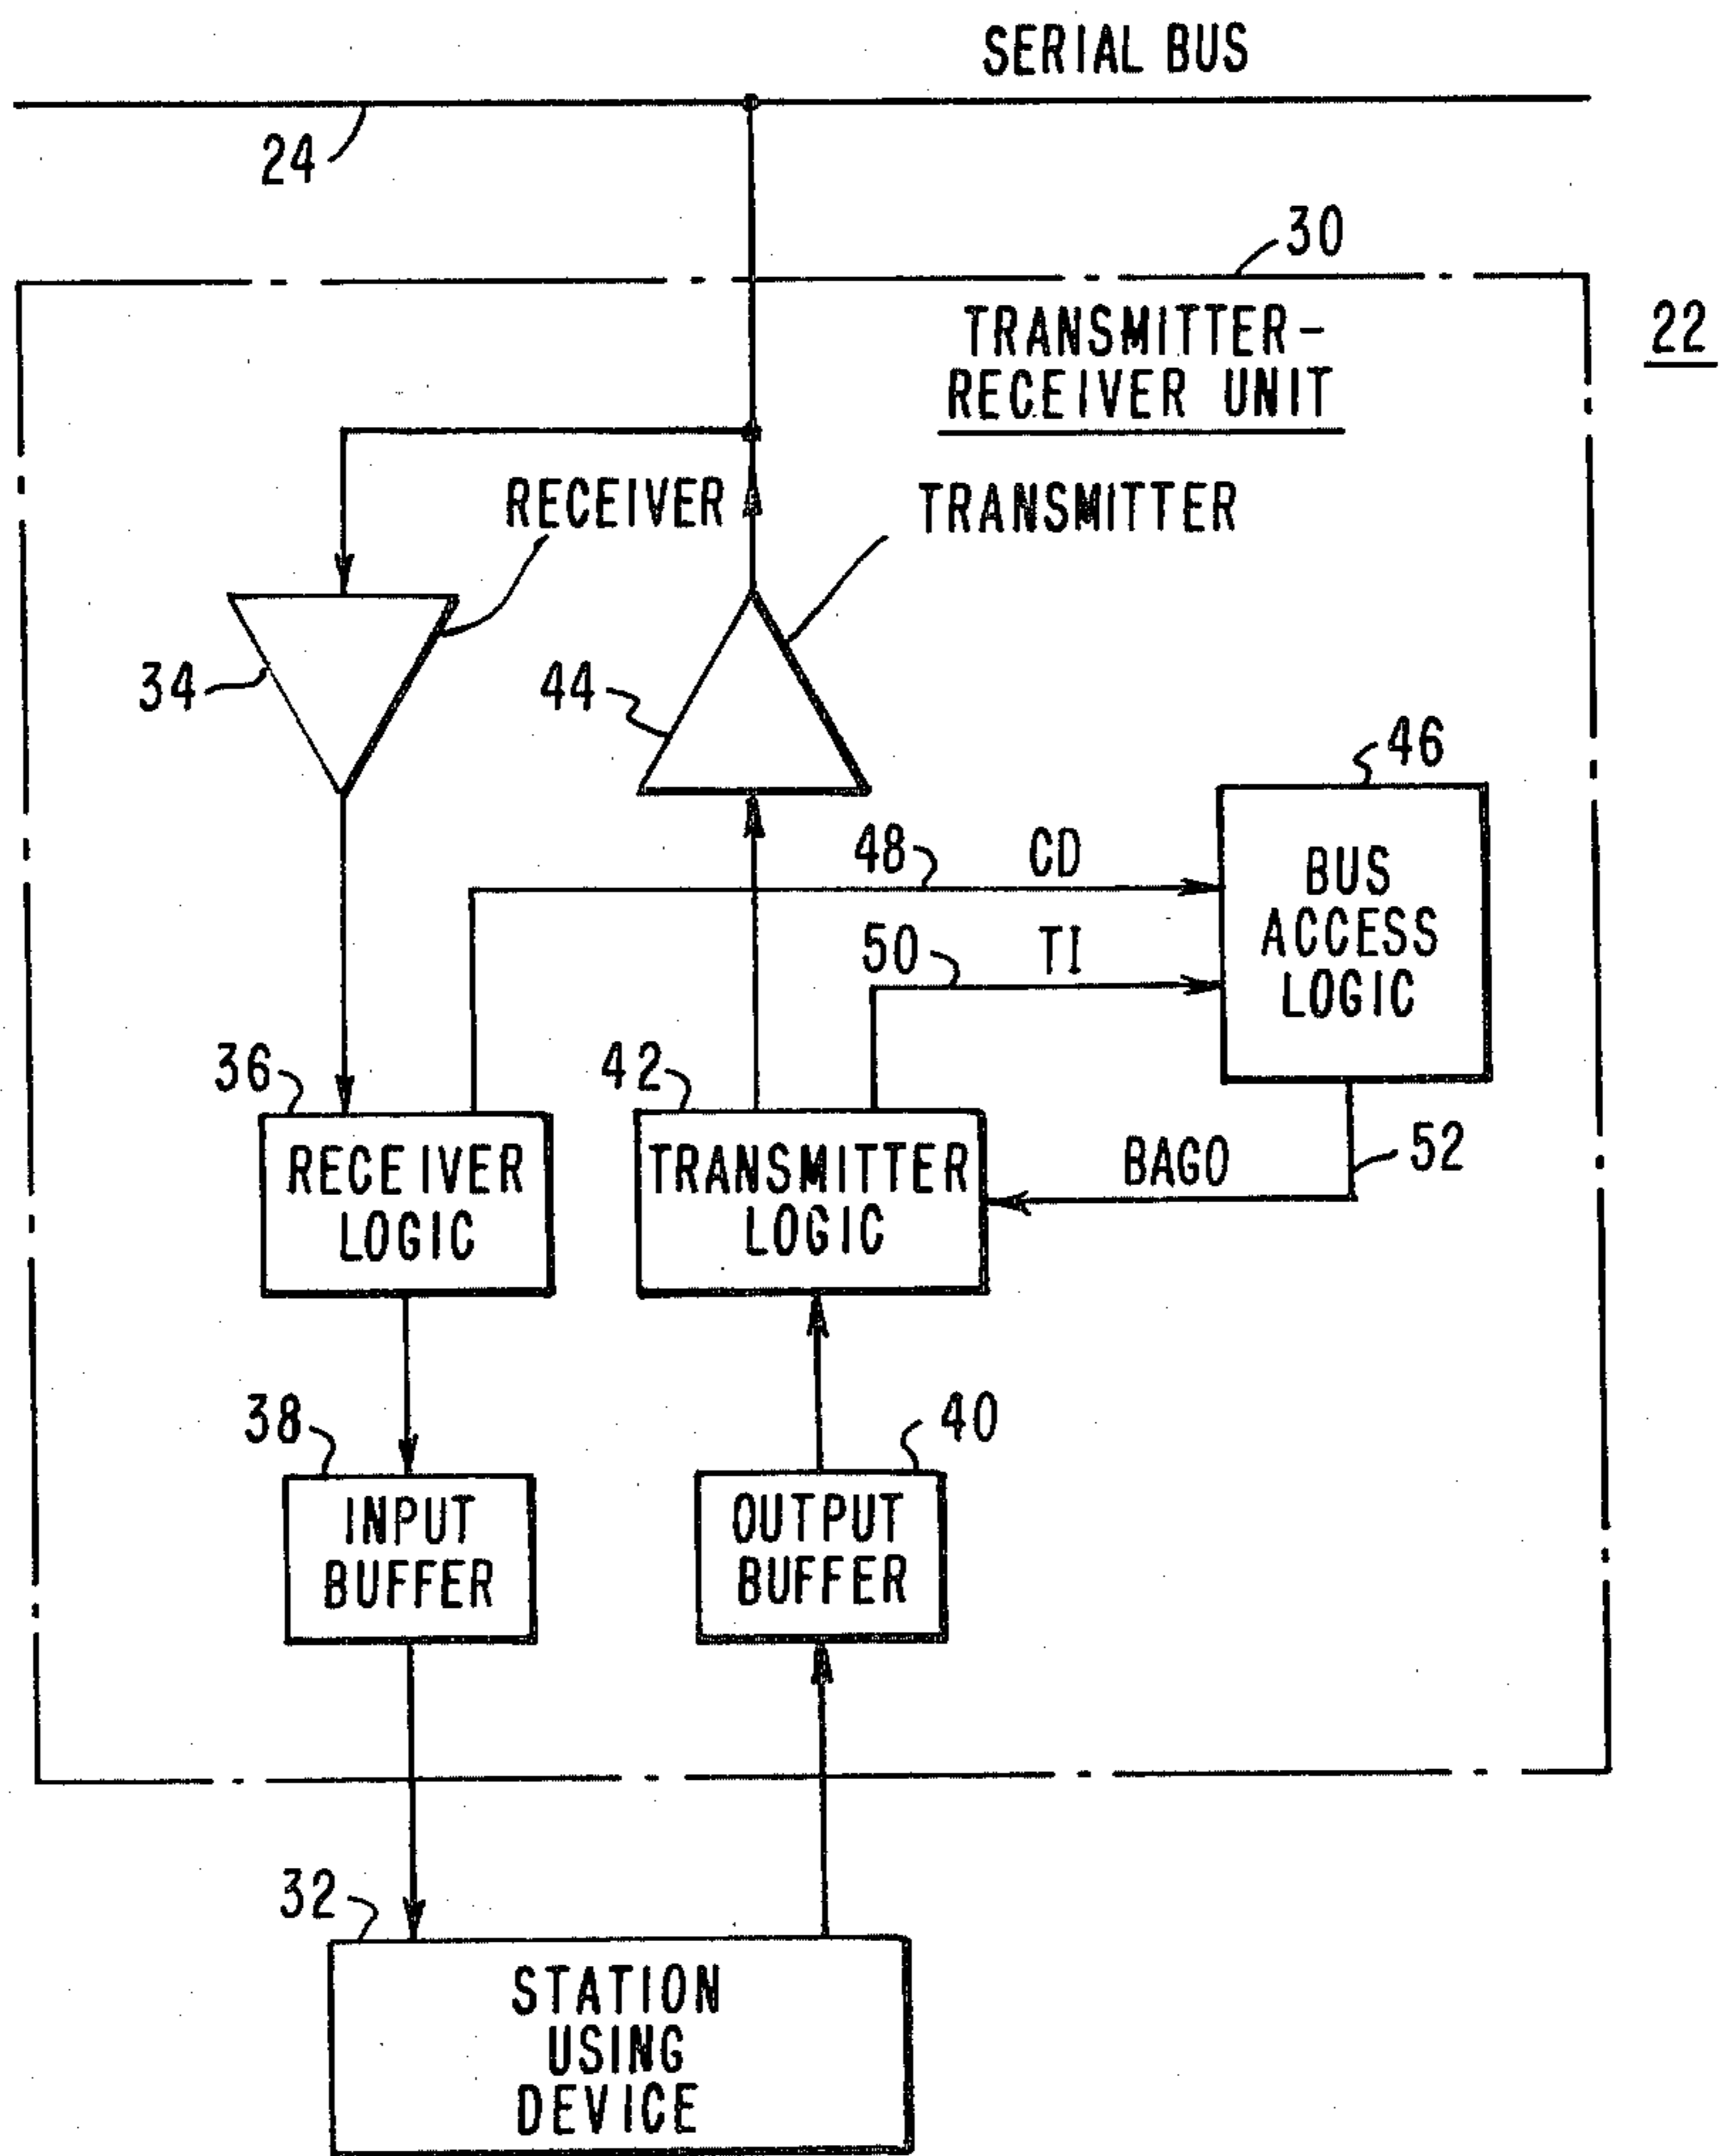 SERIAL BUS
24
30
TRANSMITTER-
RECEIVER UNIT
22
RECEIVER
TRANSMITTER
34
44
46
48
CD
BUS
ACCESS
LOGIC
50
TI
36
42
RECEIVER
LOGIC
TRANSMITTER
LOGIC
BAGO
52
38
40
INPUT
BUFFER
OUTPUT
BUFFER
32
STATION
USING
DEVICE